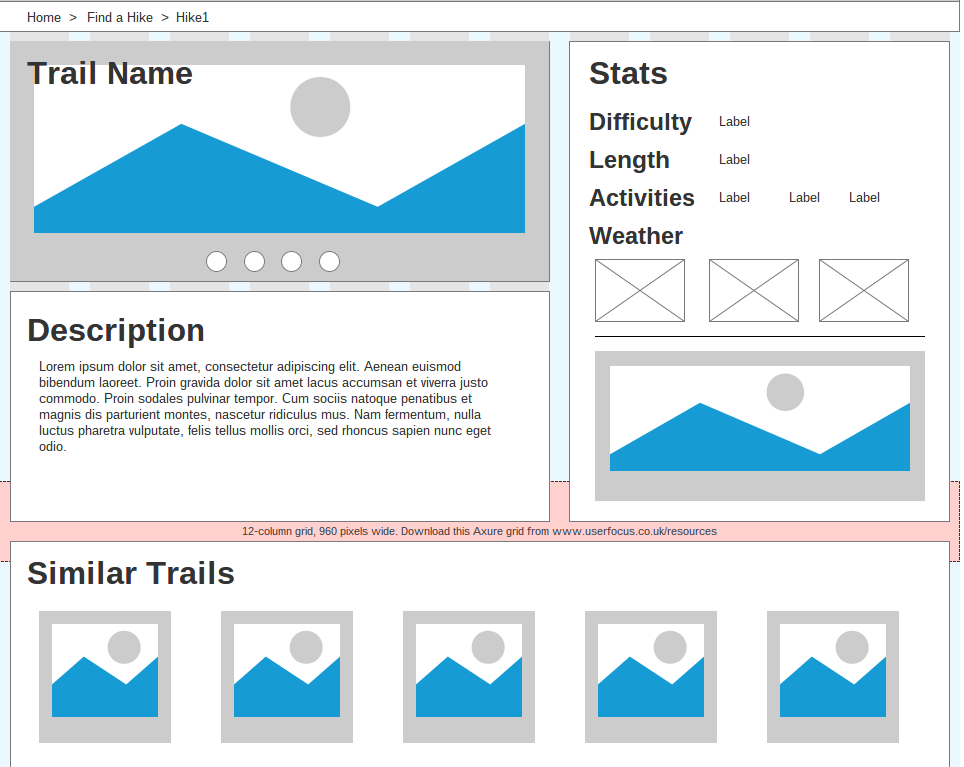 Home > Find a Hike > Hike1
Trail Name
Stats
Difficulty Label
Length Label
Activities Label Label Label
Weather
Description
Lorem ipsum dolor sit amet, consectetur adipiscing elit. Aenean euismod
bibendum laoreet. Proin gravida dolor sit amet lacus accumsan et viverra justo
commodo. Proin sodales pulvinar tempor. Cum sociis natoque penatibus et
magnis dis parturient montes, nascetur ridiculus mus. Nam fermentum, nulla
luctus pharetra vulputate, felis tellus mollis orci, sed rhoncus sapien nunc eget
odio.
12-column grid, 960 pixels wide. Download this Axure grid from www.userfocus.co.uk/resources
Similar Trails